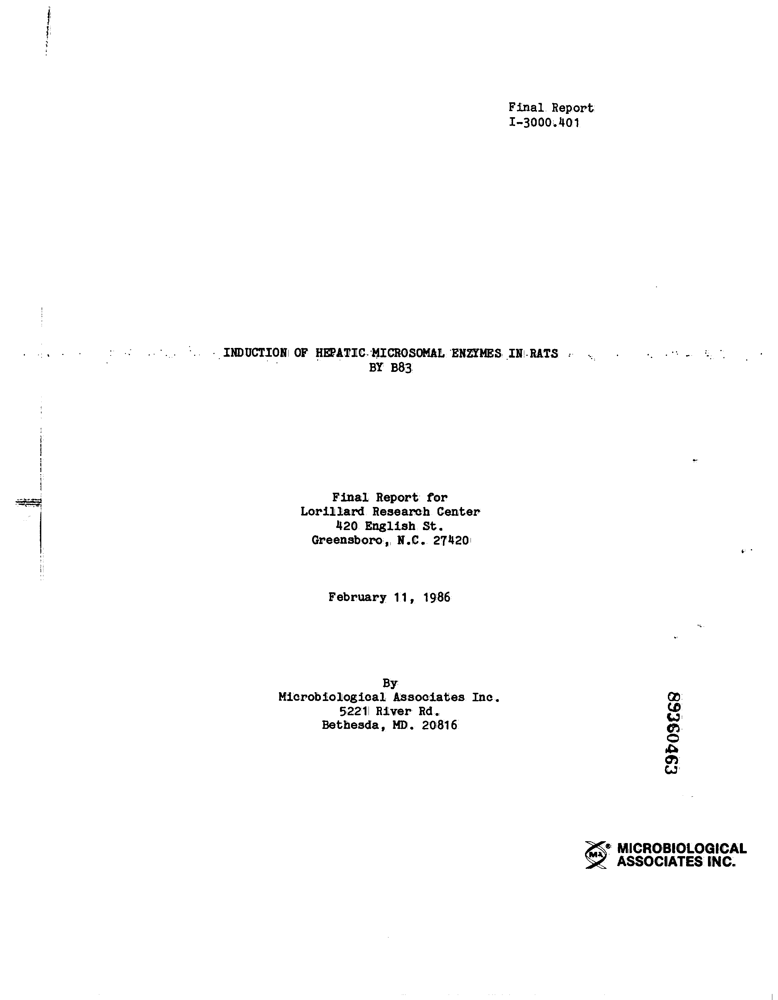 Final Report
I-3000.401
INDUCTION OF HEPATIC MICROSOMAL ENZYMES IN RATS
BY B83
Final Report for
Lorillard Research Center
420 English St.
Greensboro, N.C. 27420
February 11, 1986
By
Microbiological Associates Inc.
5221 River Rd.
Bethesda, MD. 20816
89360463
MA
MICROBIOLOGICAL
ASSOCIATES INC.